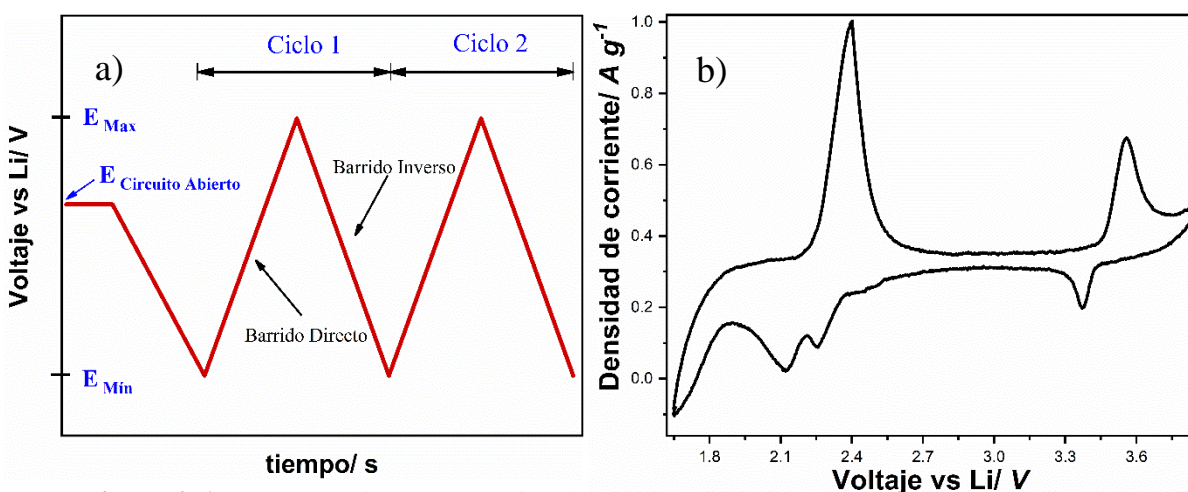 a)
Ciclo 1
Ciclo 2
E Max
E Circuito Abierto
Barrido Inverso
Barrido Directo
E Mín
Voltaje vs Li/ V
tiempo/ s
b)
Densidad de corriente/ A g-1
1.0
0.8
0.6
0.4
0.2
0.0
1.8 2.1 2.4 2.7 3.0 3.3 3.6
Voltaje vs Li/ V